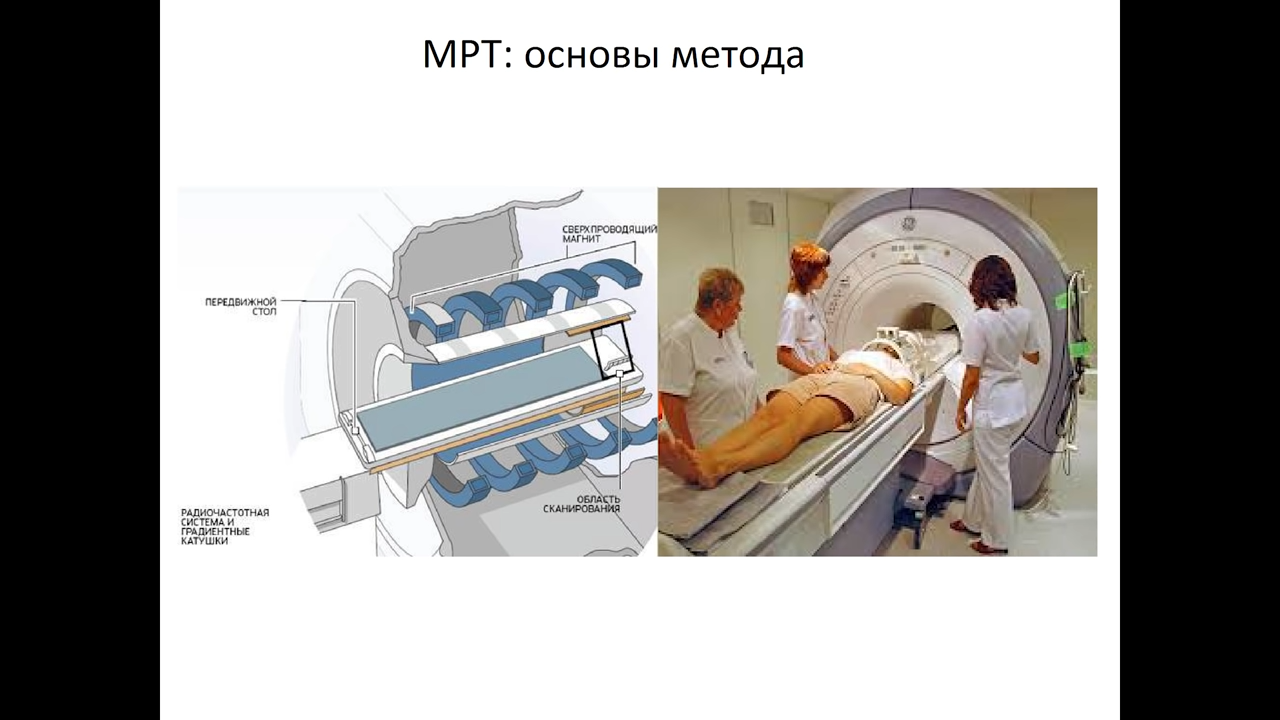 МРТ: основы метода
СВЕРХПРОВОДЯЩИЙ
МАГНИТ
ПЕРЕДВИЖНОЙ
СТОЛ
ОБЛАСТЬ
СКАНИРОВАНИЯ
РАДИОЧАСТОТНАЯ
СИСТЕМА И
ГРАДИЕНТНЫЕ
КАТУШКИ